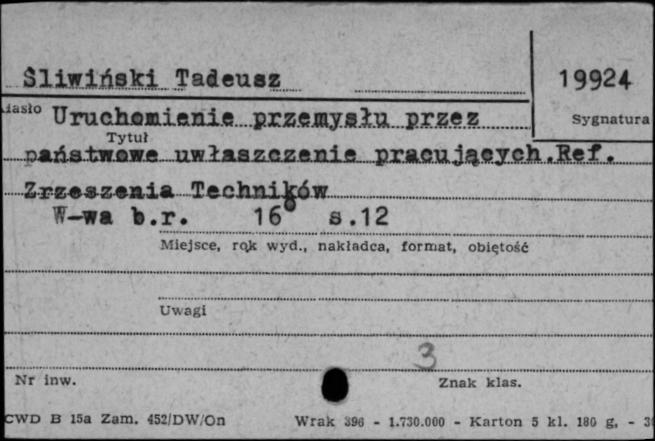 Śliwiński Tadeusz
19924
Hasło Uruchomienie przemysłu przez
Sygnatura
Tytuł
państwowe uwłaszczenie pracujących.Ref.
Zrzeszenia Techników
W-wa b.r. 16° s.12
Miejsce, rok wyd., nakładca, format, objętość
Uwagi
3
Nr inw.
Znak klas.
CWD B 15a Zam. 452/DW/On Wrak 396 - 1.730.000 - Karton 5 kl. 180 g, -